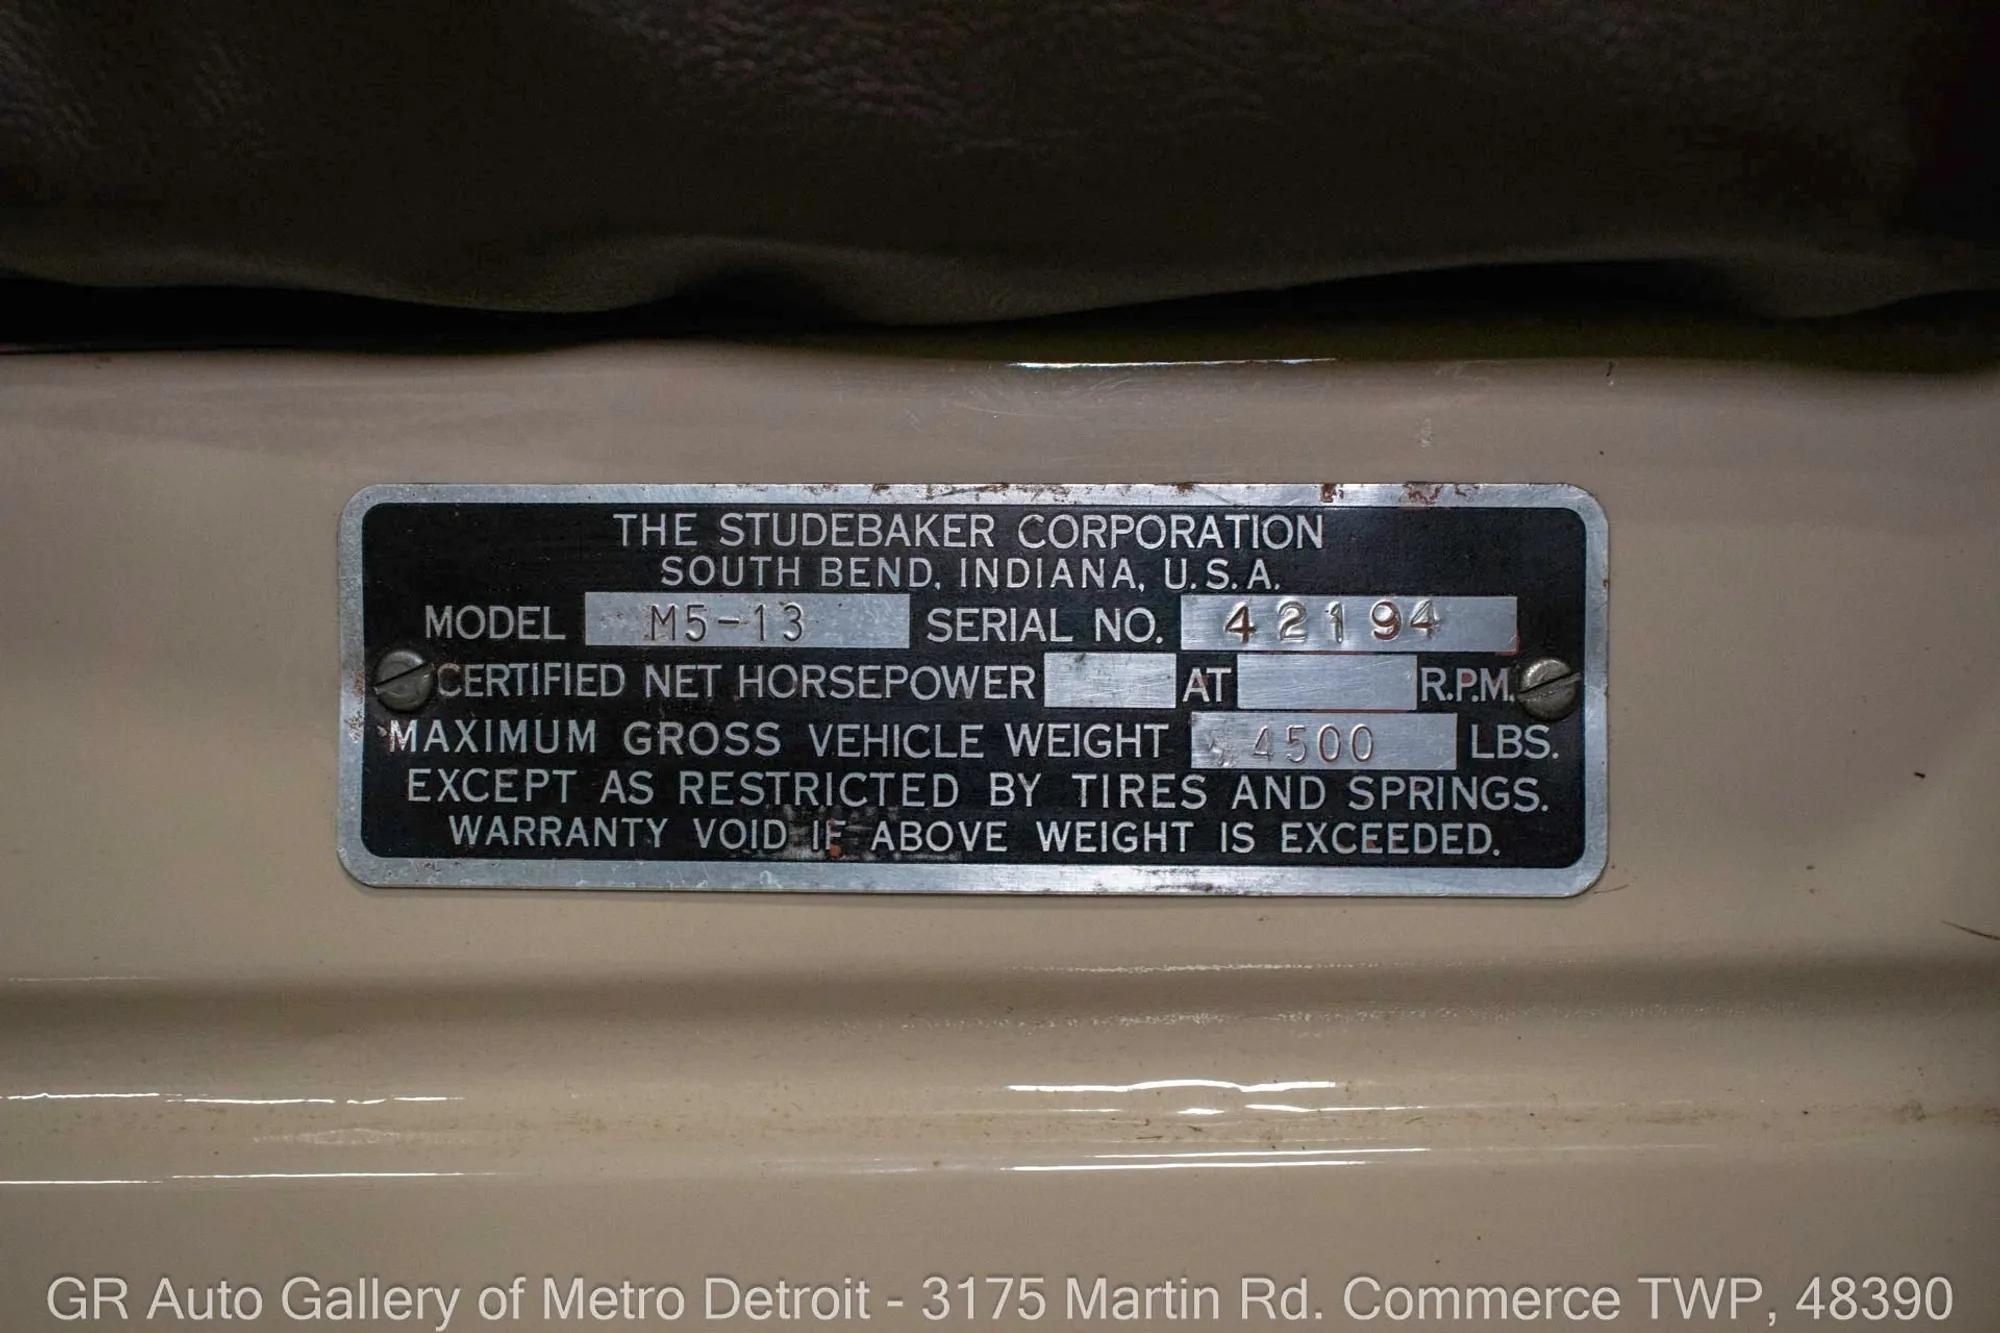 THE STUDEBAKER CORPORATION
SOUTH BEND, INDIANA, U.S.A.
MODEL M5-13 SERIAL NO. 42194
CERTIFIED NET HORSEPOWER AT R.P.M.
MAXIMUM GROSS VEHICLE WEIGHT 4500 LBS.
EXCEPT AS RESTRICTED BY TIRES AND SPRINGS.
WARRANTY VOID IF ABOVE WEIGHT IS EXCEEDED.
GR Auto Gallery of Metro Detroit - 3175 Martin Rd. Commerce TWP, 48390